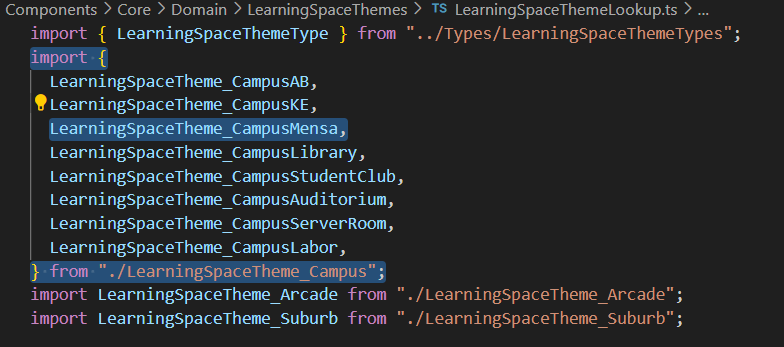 Components > Core > Domain > LearningSpaceThemes > TS LearningSpaceThemeLookup.ts > ...
import { LearningSpaceThemeType } from "../Types/LearningSpaceThemeTypes";
import {
LearningSpaceTheme_CampusAB,
LearningSpaceTheme_CampusKE,
LearningSpaceTheme_CampusMensa,
LearningSpaceTheme_CampusLibrary,
LearningSpaceTheme_CampusStudentClub,
LearningSpaceTheme_CampusAuditorium,
LearningSpaceTheme_CampusServerRoom,
LearningSpaceTheme_CampusLabor,
} from "./LearningSpaceTheme_Campus";
import LearningSpaceTheme_Arcade from "./LearningSpaceTheme_Arcade";
import LearningSpaceTheme_Suburb from "./LearningSpaceTheme_Suburb";